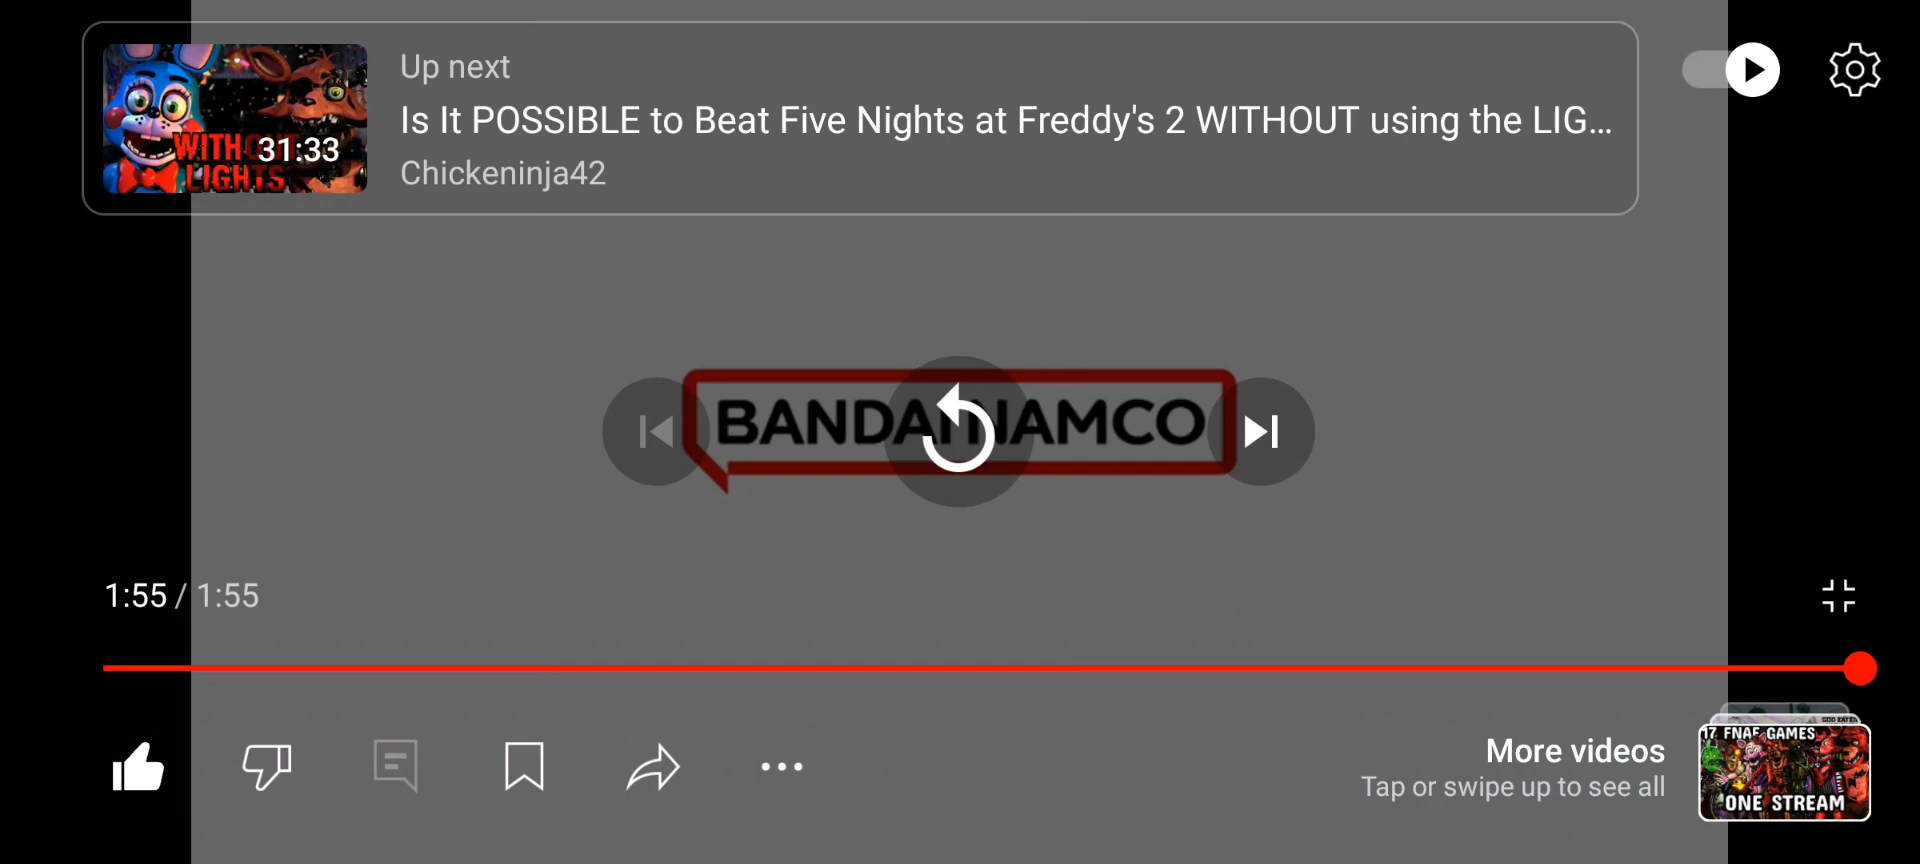 Up next
Is It POSSIBLE to Beat Five Nights at Freddy's 2 WITHOUT using the LIG...
Chickeninja42
WITH
31:33
LIGHTS
BANDAI NAMCO
1:55 / 1:55
More videos
Tap or swipe up to see all
GOD EATER
17 FNAF GAMES
ONE STREAM